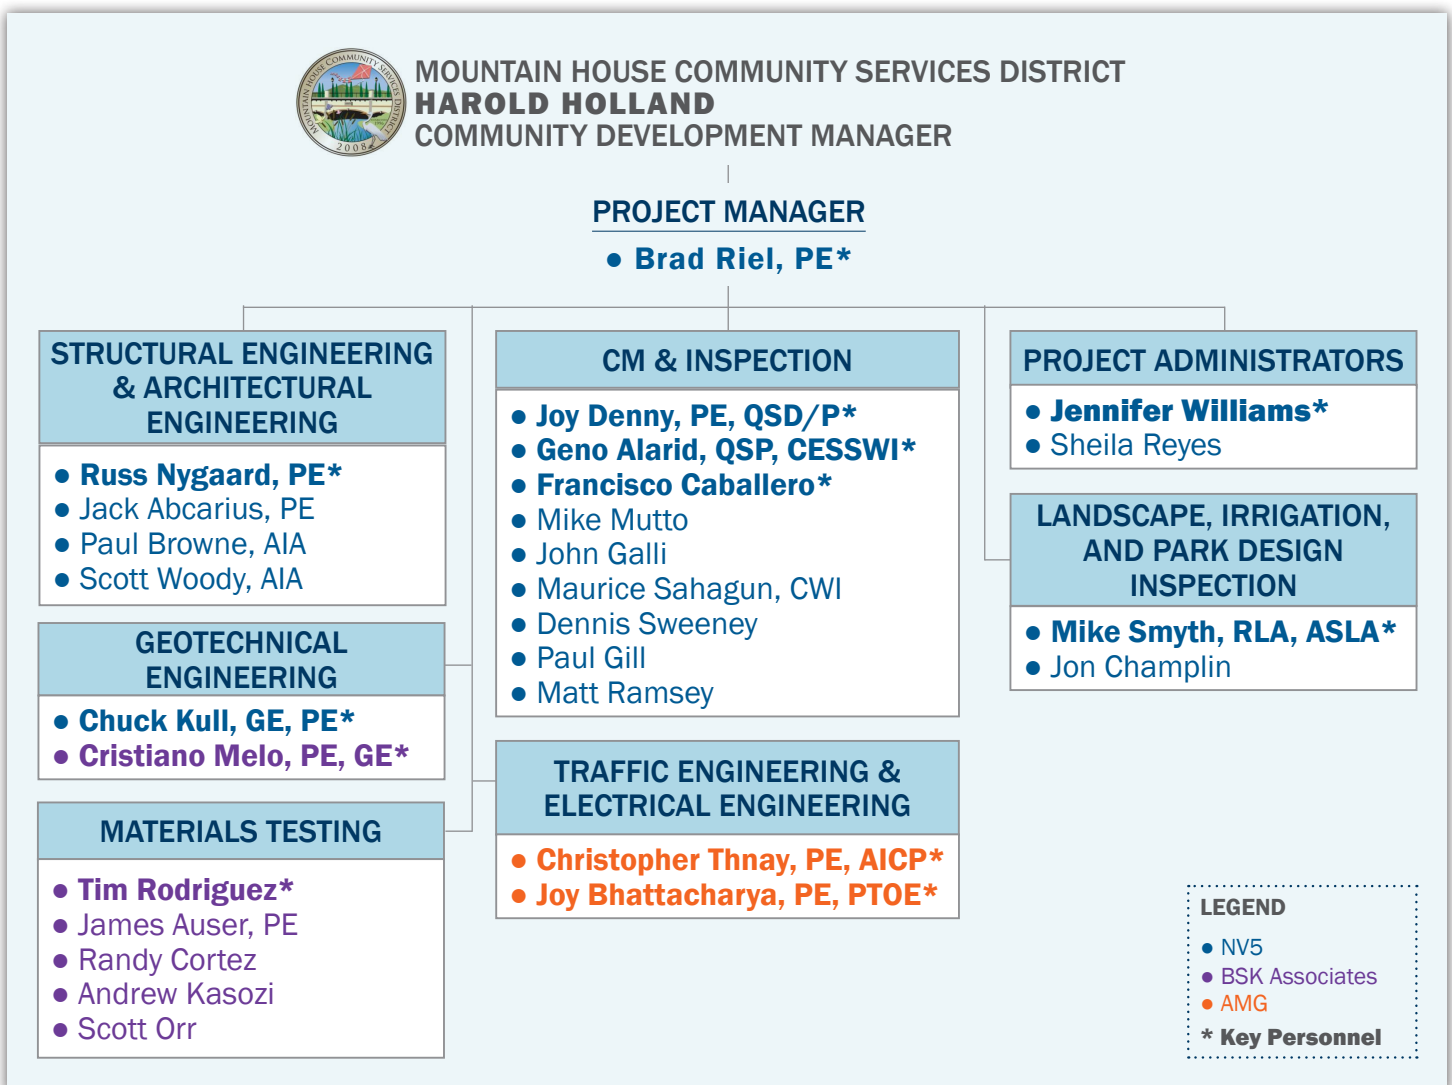 MOUNTAIN HOUSE COMMUNITY SERVICES DISTRICT
HAROLD HOLLAND
COMMUNITY DEVELOPMENT MANAGER
MOUNTAIN HOUSE COMMUNITY SERVICES DISTRICT
2008
PROJECT MANAGER
● Brad Riel, PE*
STRUCTURAL ENGINEERING
& ARCHITECTURAL
ENGINEERING
● Russ Nygaard, PE*
● Jack Abcarius, PE
● Paul Browne, AIA
● Scott Woody, AIA
GEOTECHNICAL
ENGINEERING
● Chuck Kull, GE, PE*
● Cristiano Melo, PE, GE*
MATERIALS TESTING
● Tim Rodriguez*
● James Auser, PE
● Randy Cortez
● Andrew Kasozi
● Scott Orr
CM & INSPECTION
● Joy Denny, PE, QSD/P*
● Geno Alarid, QSP, CESSWI*
● Francisco Caballero*
● Mike Mutto
● John Galli
● Maurice Sahagun, CWI
● Dennis Sweeney
● Paul Gill
● Matt Ramsey
TRAFFIC ENGINEERING &
ELECTRICAL ENGINEERING
● Christopher Thnay, PE, AICP*
● Joy Bhattacharya, PE, PTOE*
PROJECT ADMINISTRATORS
● Jennifer Williams*
● Sheila Reyes
LANDSCAPE, IRRIGATION,
AND PARK DESIGN
INSPECTION
● Mike Smyth, RLA, ASLA*
● Jon Champlin
LEGEND
● NV5
● BSK Associates
● AMG
* Key Personnel